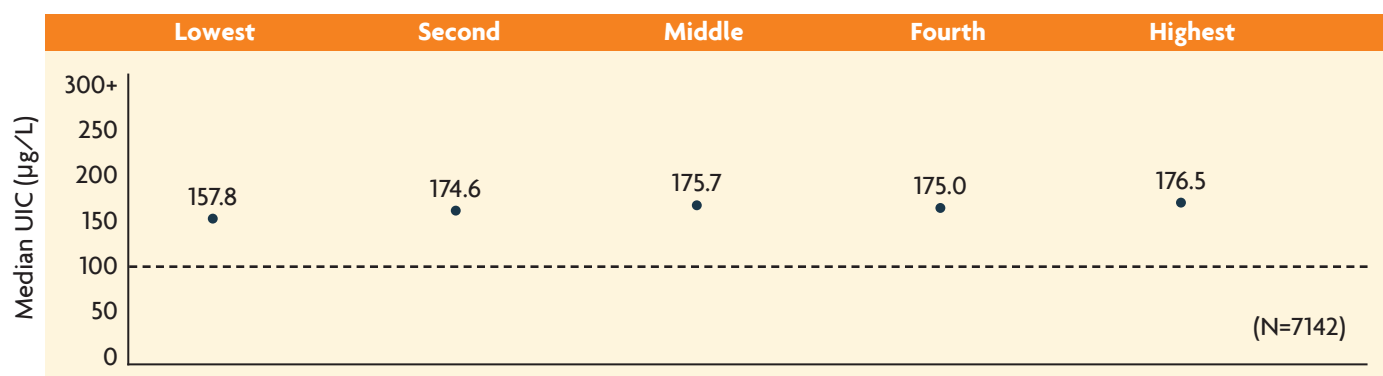 Lowest Second Middle Fourth Highest
300+
250
200
150
100
50
0
Median UIC (µg/L)
157.8 174.6 175.7 175.0 176.5
(N=7142)